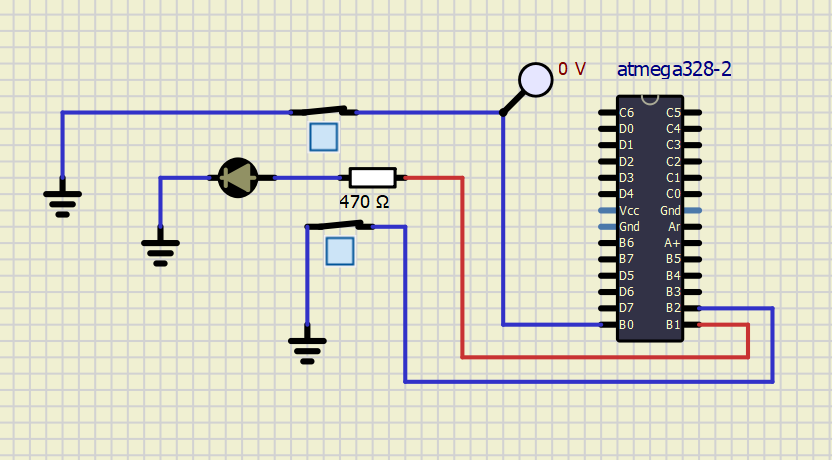 0 V
atmega328-2
C6 C5
D0 C4
D1 C3
D2 C2
D3 C1
D4 C0
Vcc Gnd
Gnd Ar
B6 A+
B7 B5
D5 B4
D6 B3
D7 B2
B0 B1
470 Ω